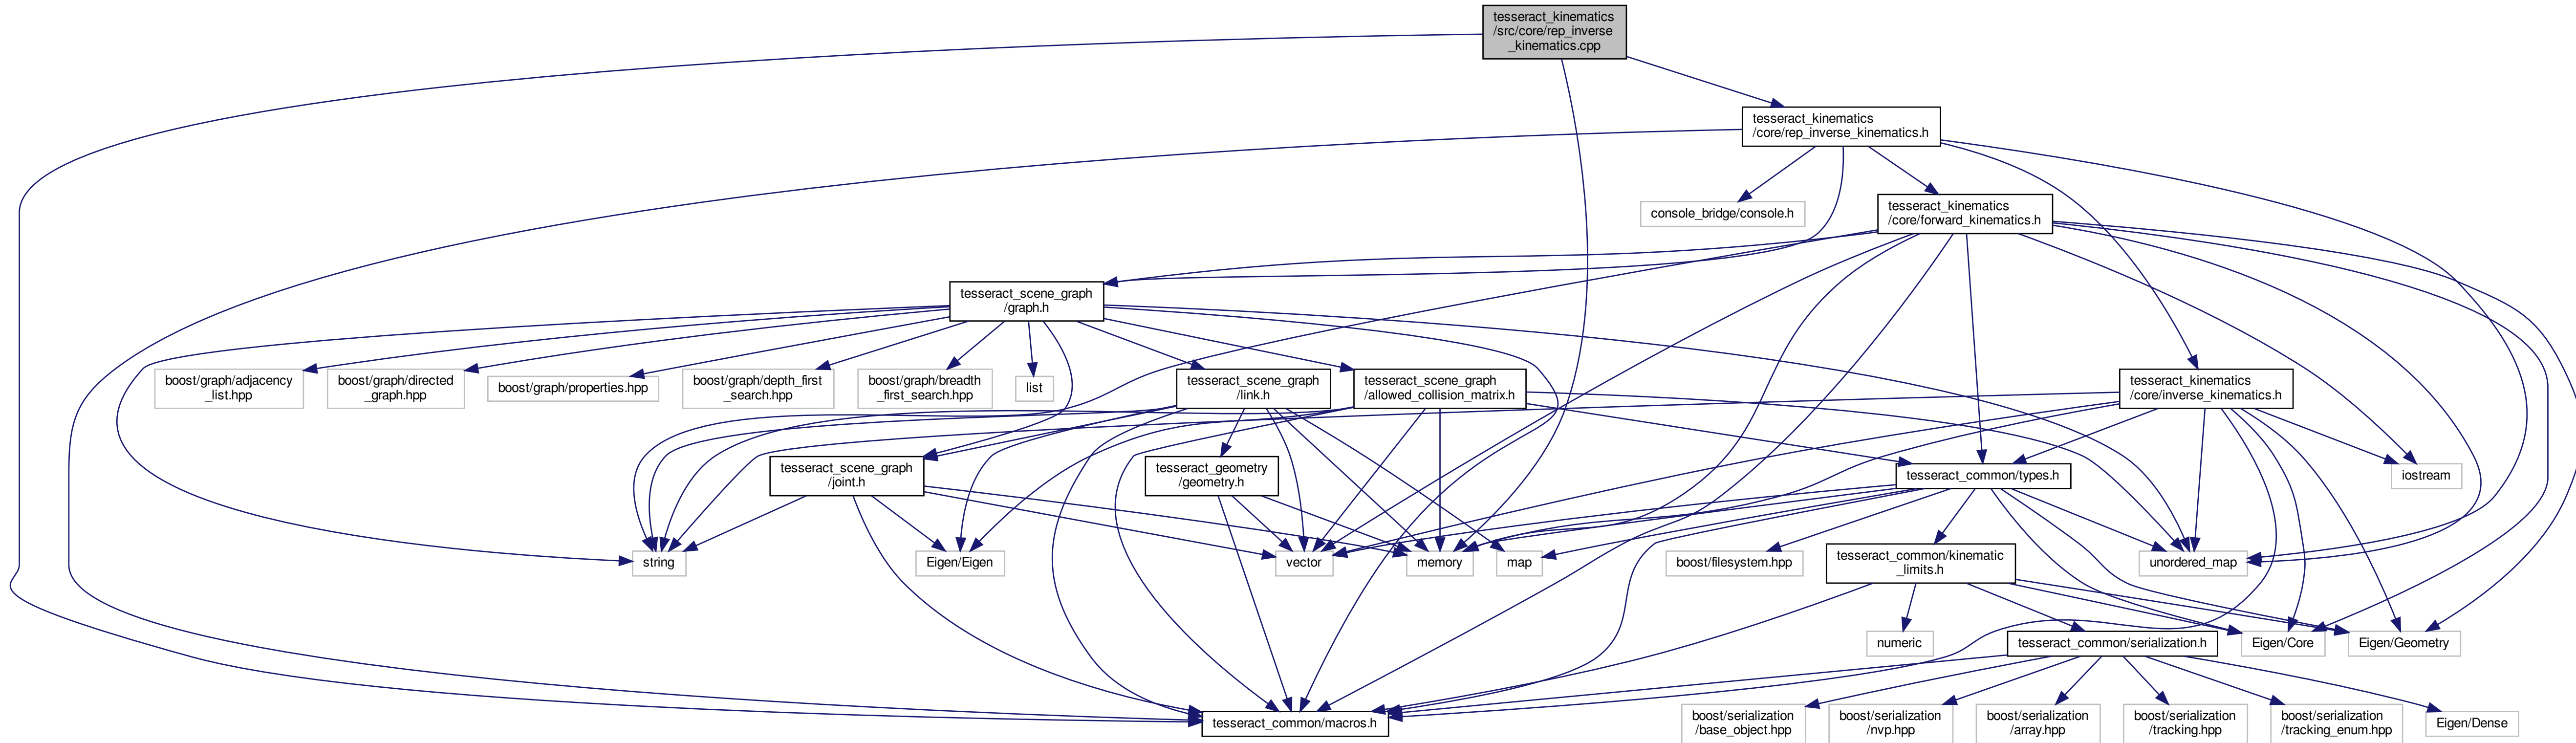 tesseract_kinematics
/src/core/rep_inverse
_kinematics.cpp
tesseract_kinematics
/core/rep_inverse_kinematics.h
console_bridge/console.h
tesseract_kinematics
/core/forward_kinematics.h
tesseract_scene_graph
/graph.h
boost/graph/adjacency
_list.hpp
boost/graph/directed
_graph.hpp
boost/graph/properties.hpp
boost/graph/depth_first
_search.hpp
boost/graph/breadth
_first_search.hpp
list
tesseract_scene_graph
/link.h
tesseract_scene_graph
/allowed_collision_matrix.h
tesseract_kinematics
/core/inverse_kinematics.h
tesseract_scene_graph
/joint.h
tesseract_geometry
/geometry.h
tesseract_common/types.h
iostream
string
Eigen/Eigen
vector
memory
map
boost/filesystem.hpp
tesseract_common/kinematic
_limits.h
unordered_map
numeric
tesseract_common/serialization.h
Eigen/Core
Eigen/Geometry
tesseract_common/macros.h
boost/serialization
/base_object.hpp
boost/serialization
/nvp.hpp
boost/serialization
/array.hpp
boost/serialization
/tracking.hpp
boost/serialization
/tracking_enum.hpp
Eigen/Dense